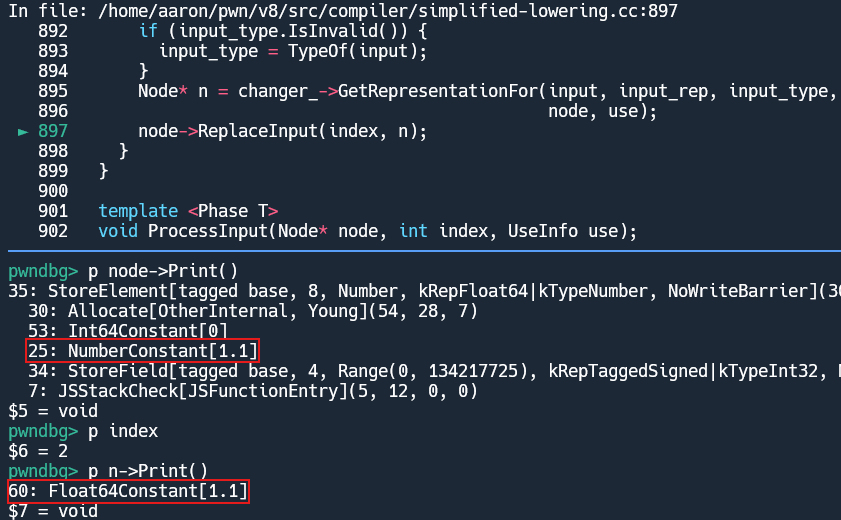 In file: /home/aaron/pwn/v8/src/compiler/simplified-lowering.cc:897
892 if (input_type.IsInvalid()) {
893 input_type = TypeOf(input);
894 }
895 Node* n = changer_->GetRepresentationFor(input, input_rep, input_type,
896 node, use);
► 897 node->ReplaceInput(index, n);
898 }
899 }
900
901 template <Phase T>
902 void ProcessInput(Node* node, int index, UseInfo use);
pwndbg> p node->Print()
35: StoreElement[tagged base, 8, Number, kRepFloat64|kTypeNumber, NoWriteBarrier](30
30: Allocate[OtherInternal, Young](54, 28, 7)
53: Int64Constant[0]
25: NumberConstant[1.1]
34: StoreField[tagged base, 4, Range(0, 134217725), kRepTaggedSigned|kTypeInt32,
7: JSStackCheck[JSFunctionEntry](5, 12, 0, 0)
$5 = void
pwndbg> p index
$6 = 2
pwndbg> p n->Print()
60: Float64Constant[1.1]
$7 = void